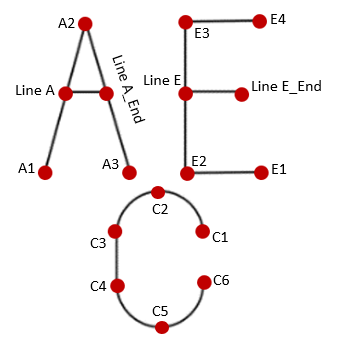 A2
E3
E4
Line A
Line A_End
Line E
Line E_End
A1
A3
E2
E1
C2
C3
C1
C4
C6
C5